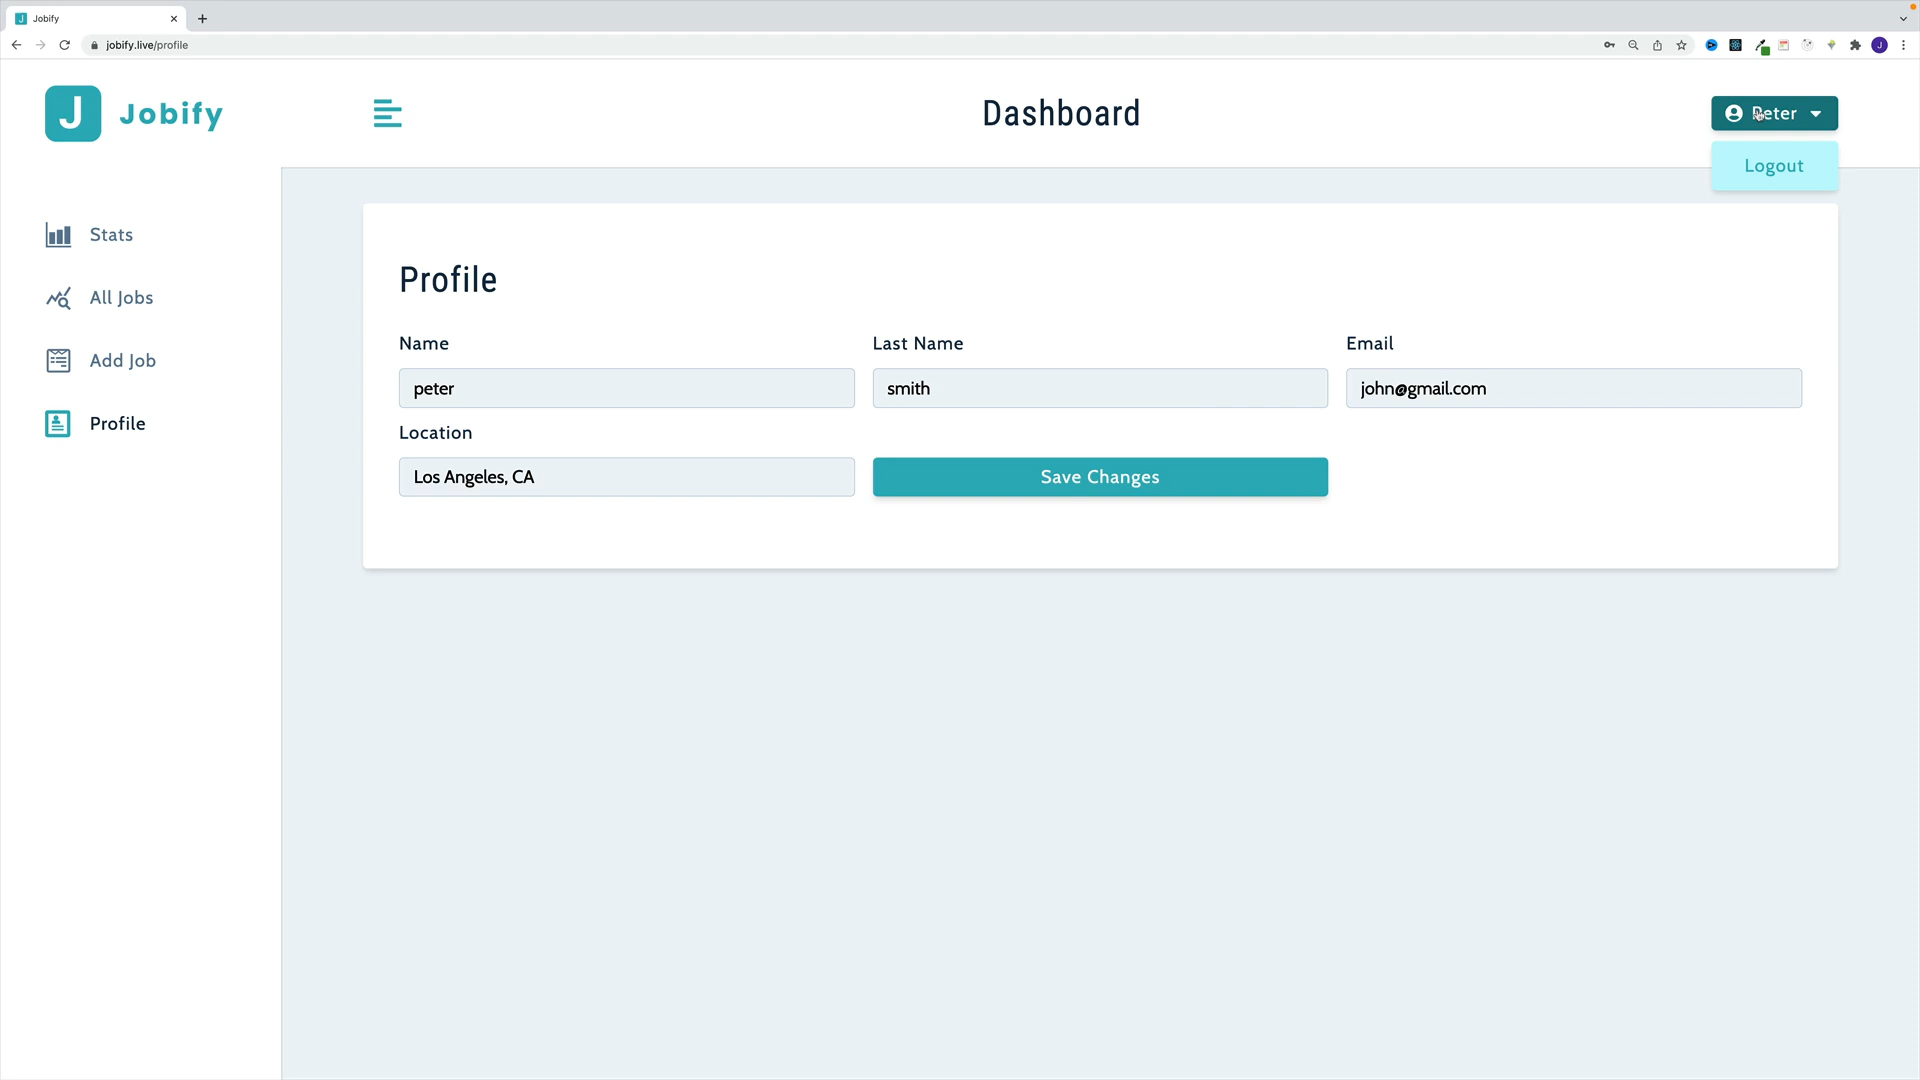 Jobify
jobify.live/profile
J
J Jobify
Dashboard
Peter
Logout
Stats
All Jobs
Add Job
Profile
Profile
Name
Last Name
Email
peter
smith
john@gmail.com
Location
Los Angeles, CA
Save Changes